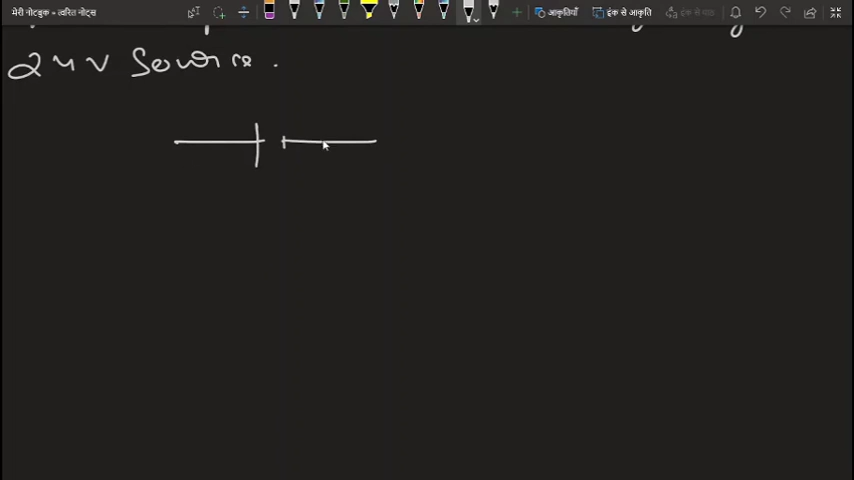 मेरी नोटबुक » त्वरित नोट्स
आकृतियाँ
इंक से आकृति
इंक से पाठ
24 V Source.